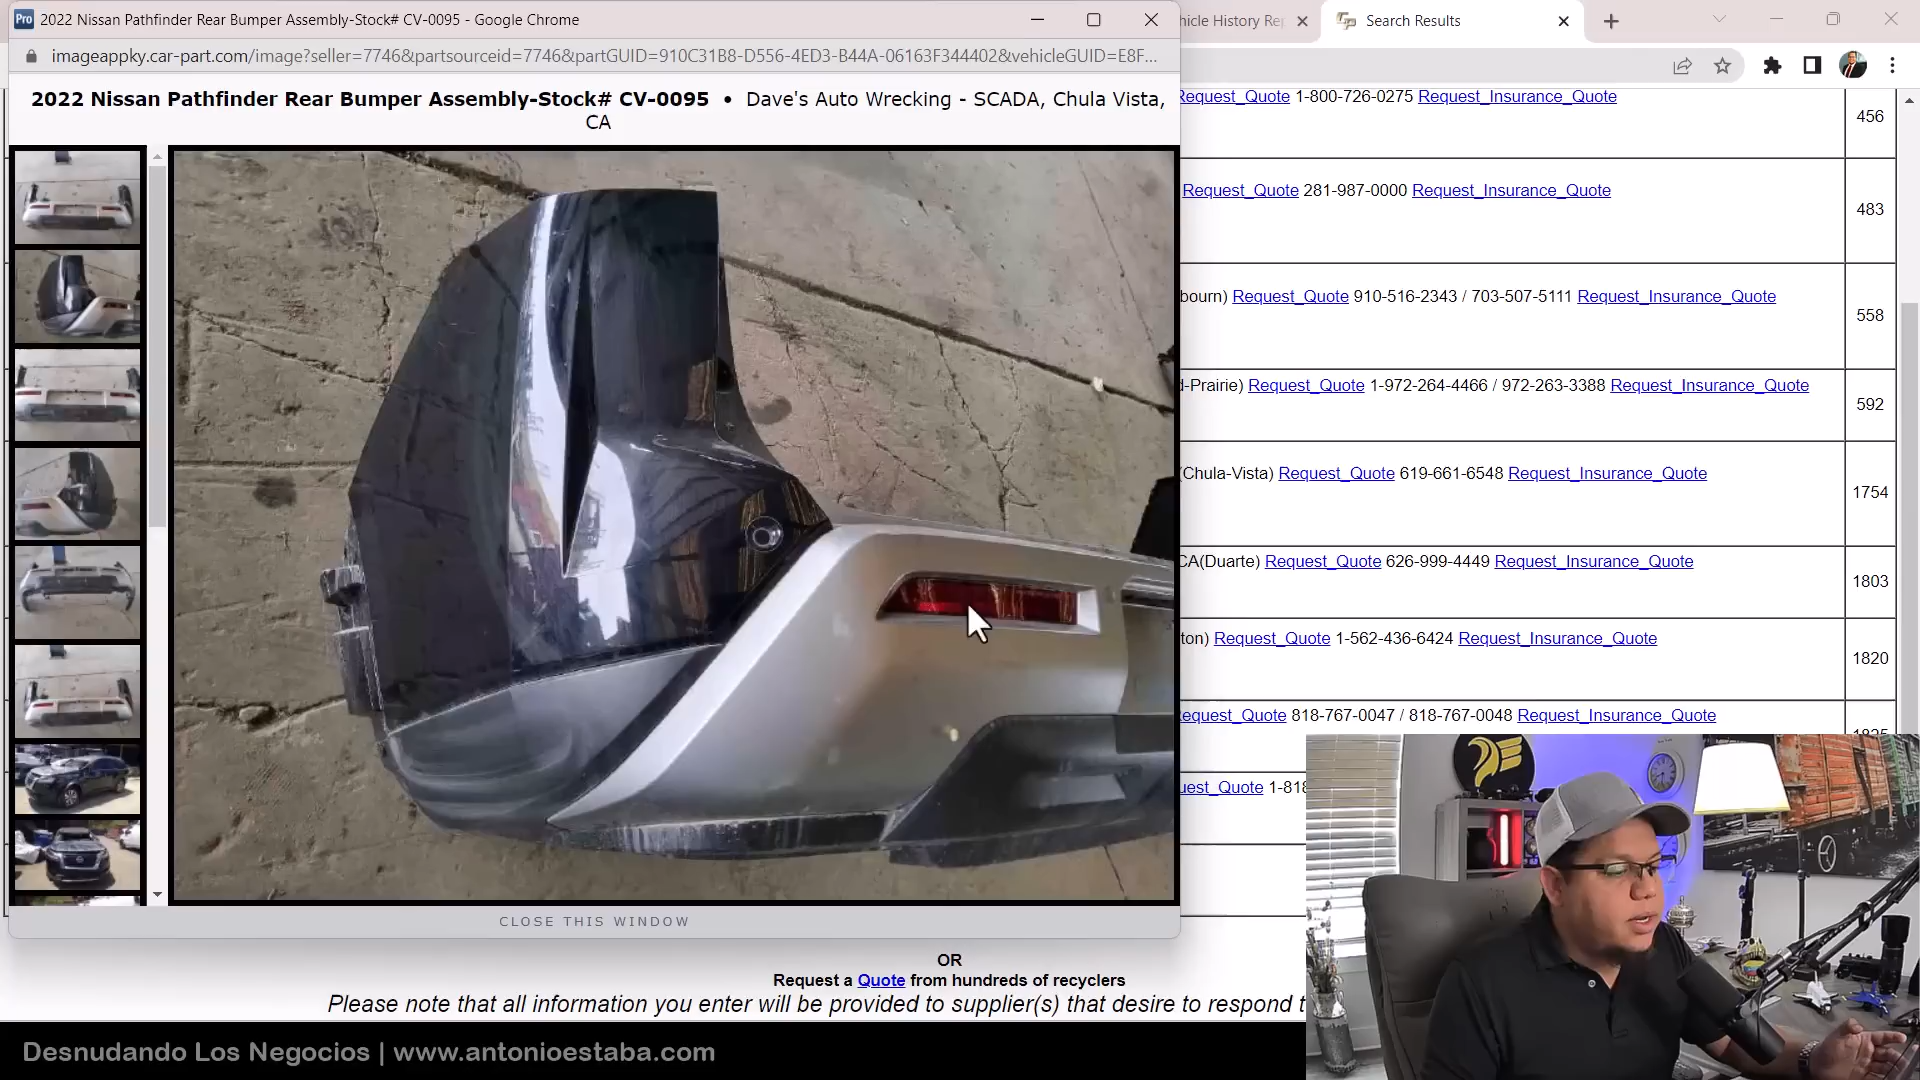 2022 Nissan Pathfinder Rear Bumper Assembly-Stock# CV-0095 - Google Chrome
Search Results
imageappky.car-part.com/image?seller=7746&partsourceid=7746&partGUID=910C31B8-D556-4ED3-B44A-06163F344402&vehicleGUID=E8F...
2022 Nissan Pathfinder Rear Bumper Assembly-Stock# CV-0095 • Dave's Auto Wrecking - SCADA, Chula Vista,
CA
Request_Quote 1-800-726-0275 Request_Insurance_Quote
456
Request_Quote 281-987-0000 Request_Insurance_Quote
483
bourn) Request_Quote 910-516-2343 / 703-507-5111 Request_Insurance_Quote
558
d-Prairie) Request_Quote 1-972-264-4466 / 972-263-3388 Request_Insurance_Quote
592
(Chula-Vista) Request_Quote 619-661-6548 Request_Insurance_Quote
1754
CA(Duarte) Request_Quote 626-999-4449 Request_Insurance_Quote
1803
ton) Request_Quote 1-562-436-6424 Request_Insurance_Quote
1820
Request_Quote 818-767-0047 / 818-767-0048 Request_Insurance_Quote
uest_Quote 1-818
CLOSE THIS WINDOW
OR
Request a Quote from hundreds of recyclers
Please note that all information you enter will be provided to supplier(s) that desire to respond t
Desnudando Los Negocios | www.antonioestaba.com